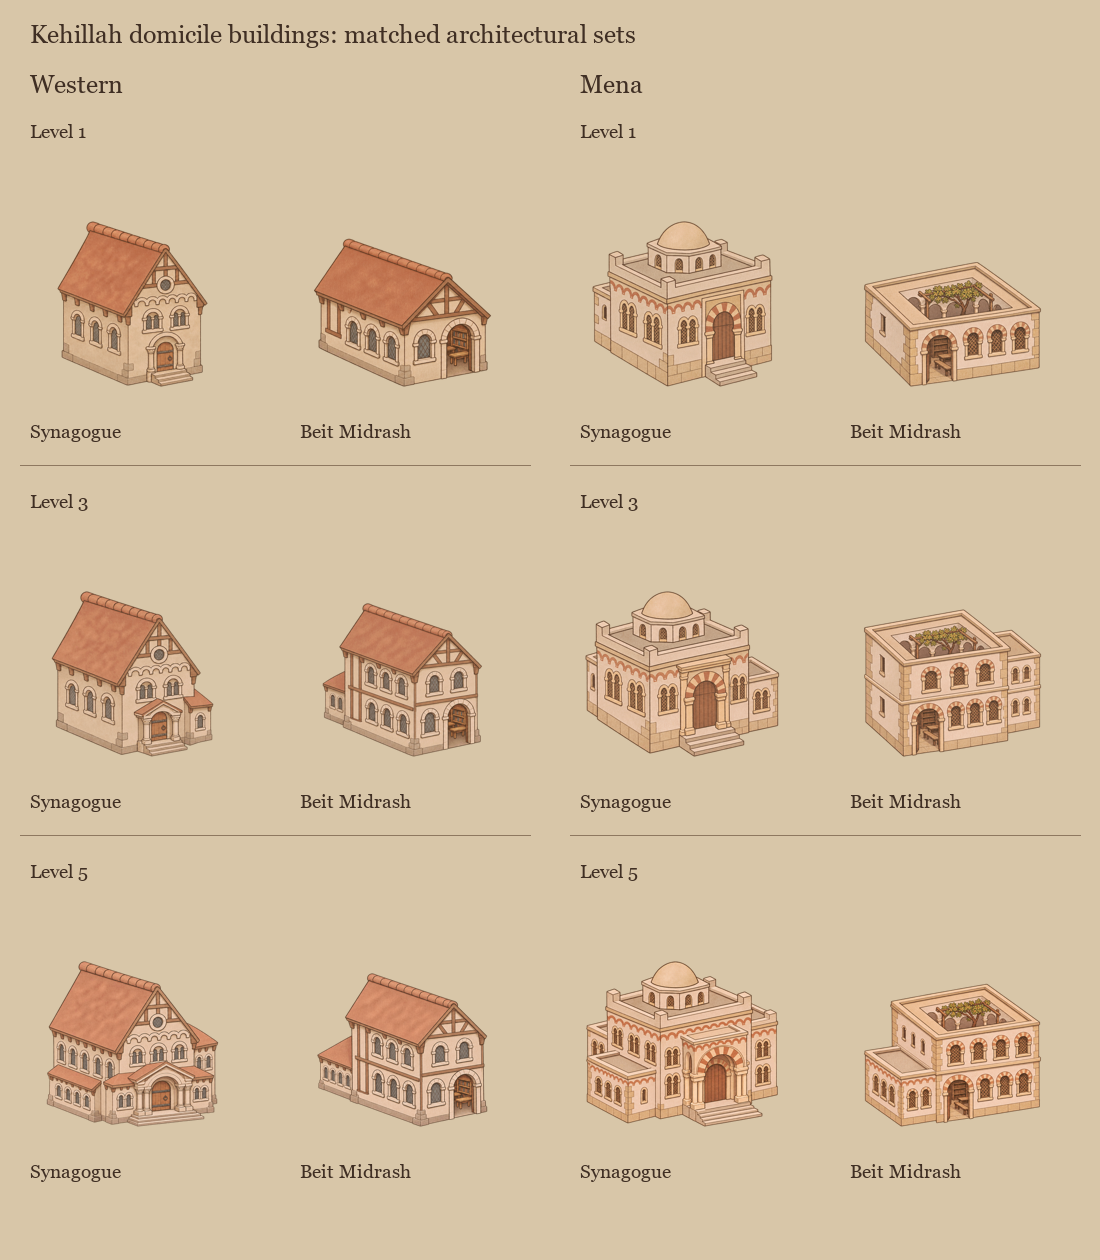 Kehillah domicile buildings: matched architectural sets
Western
Level 1
Synagogue
Beit Midrash
Level 3
Synagogue
Beit Midrash
Level 5
Synagogue
Beit Midrash
Mena
Level 1
Synagogue
Beit Midrash
Level 3
Synagogue
Beit Midrash
Level 5
Synagogue
Beit Midrash